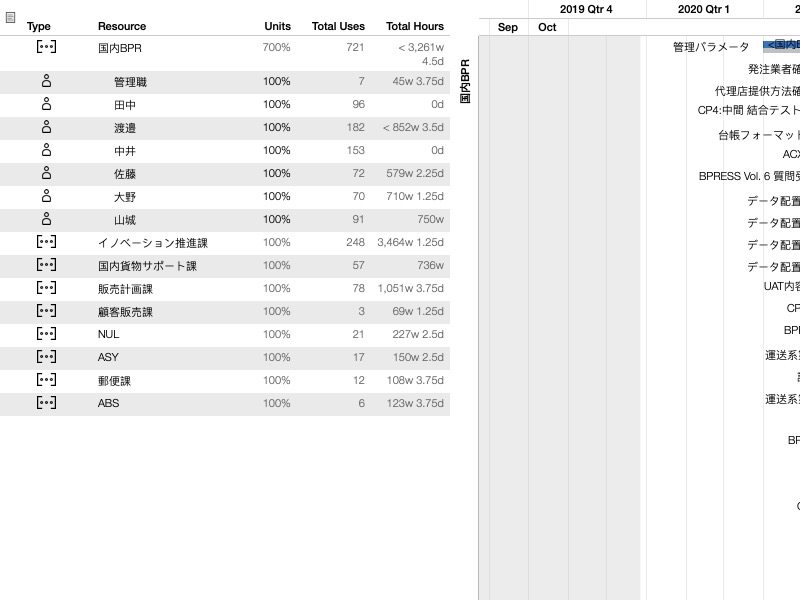 Type Resource Units Total Uses Total Hours
国内BPR 700% 721 < 3,261w
4.5d
管理職 100% 7 45w 3.75d
田中 100% 96 0d
渡邉 100% 182 < 852w 3.5d
中井 100% 153 0d
佐藤 100% 72 579w 2.25d
大野 100% 70 710w 1.25d
山城 100% 91 750w
イノベーション推進課 100% 248 3,464w 1.25d
国内貨物サポート課 100% 57 736w
販売計画課 100% 78 1,051w 3.75d
顧客販売課 100% 3 69w 1.25d
NUL 100% 21 227w 2.5d
ASY 100% 17 150w 2.5d
郵便課 100% 12 108w 3.75d
ABS 100% 6 123w 3.75d
2019 Qtr 4 2020 Qtr 1 2
Sep Oct
国内BPR
管理パラメータ <国内B
発注業者確
代理店提供方法確
CP4:中間 結合テスト
台帳フォーマット
ACX
BPRESS Vol. 6 質問受
データ配置
データ配置
データ配置
データ配置
UAT内容
CP
BPI
運送系
運送系
BP